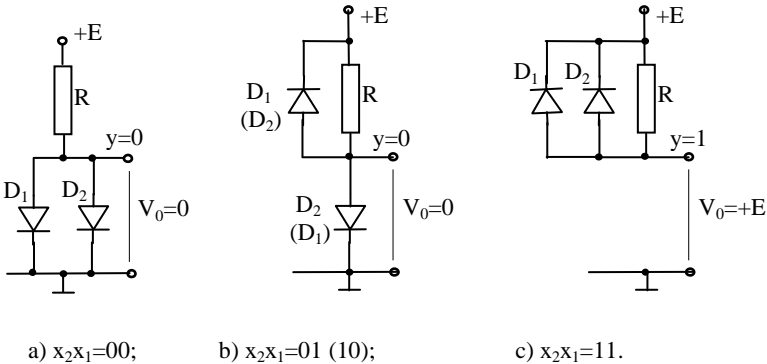 +E
R
y=0
D₁
D₂
V₀=0
a) x₂x₁=00;
+E
D₁
(D₂)
R
y=0
D₂
(D₁)
V₀=0
b) x₂x₁=01 (10);
+E
D₁
D₂
R
y=1
V₀=+E
c) x₂x₁=11.